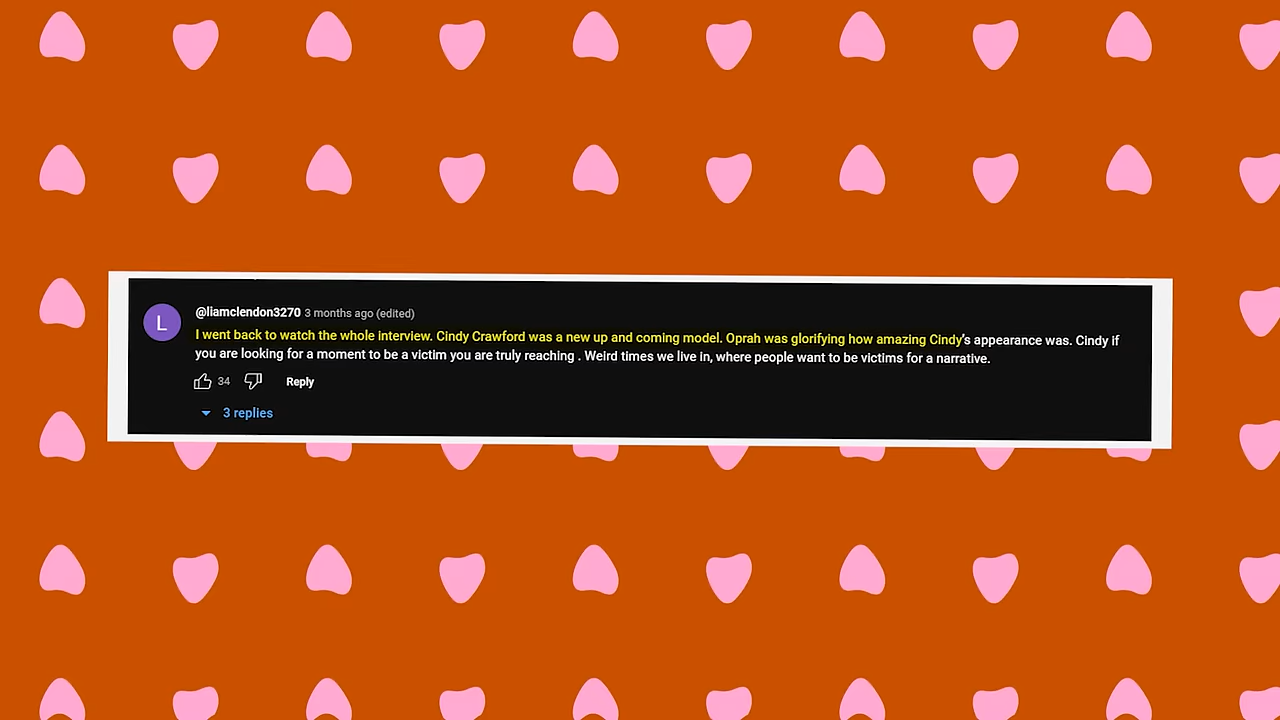 L
@liamclendon3270 3 months ago (edited)
I went back to watch the whole interview. Cindy Crawford was a new up and coming model. Oprah was glorifying how amazing Cindy's appearance was. Cindy if
you are looking for a moment to be a victim you are truly reaching . Weird times we live in, where people want to be victims for a narrative.
34 Reply
3 replies